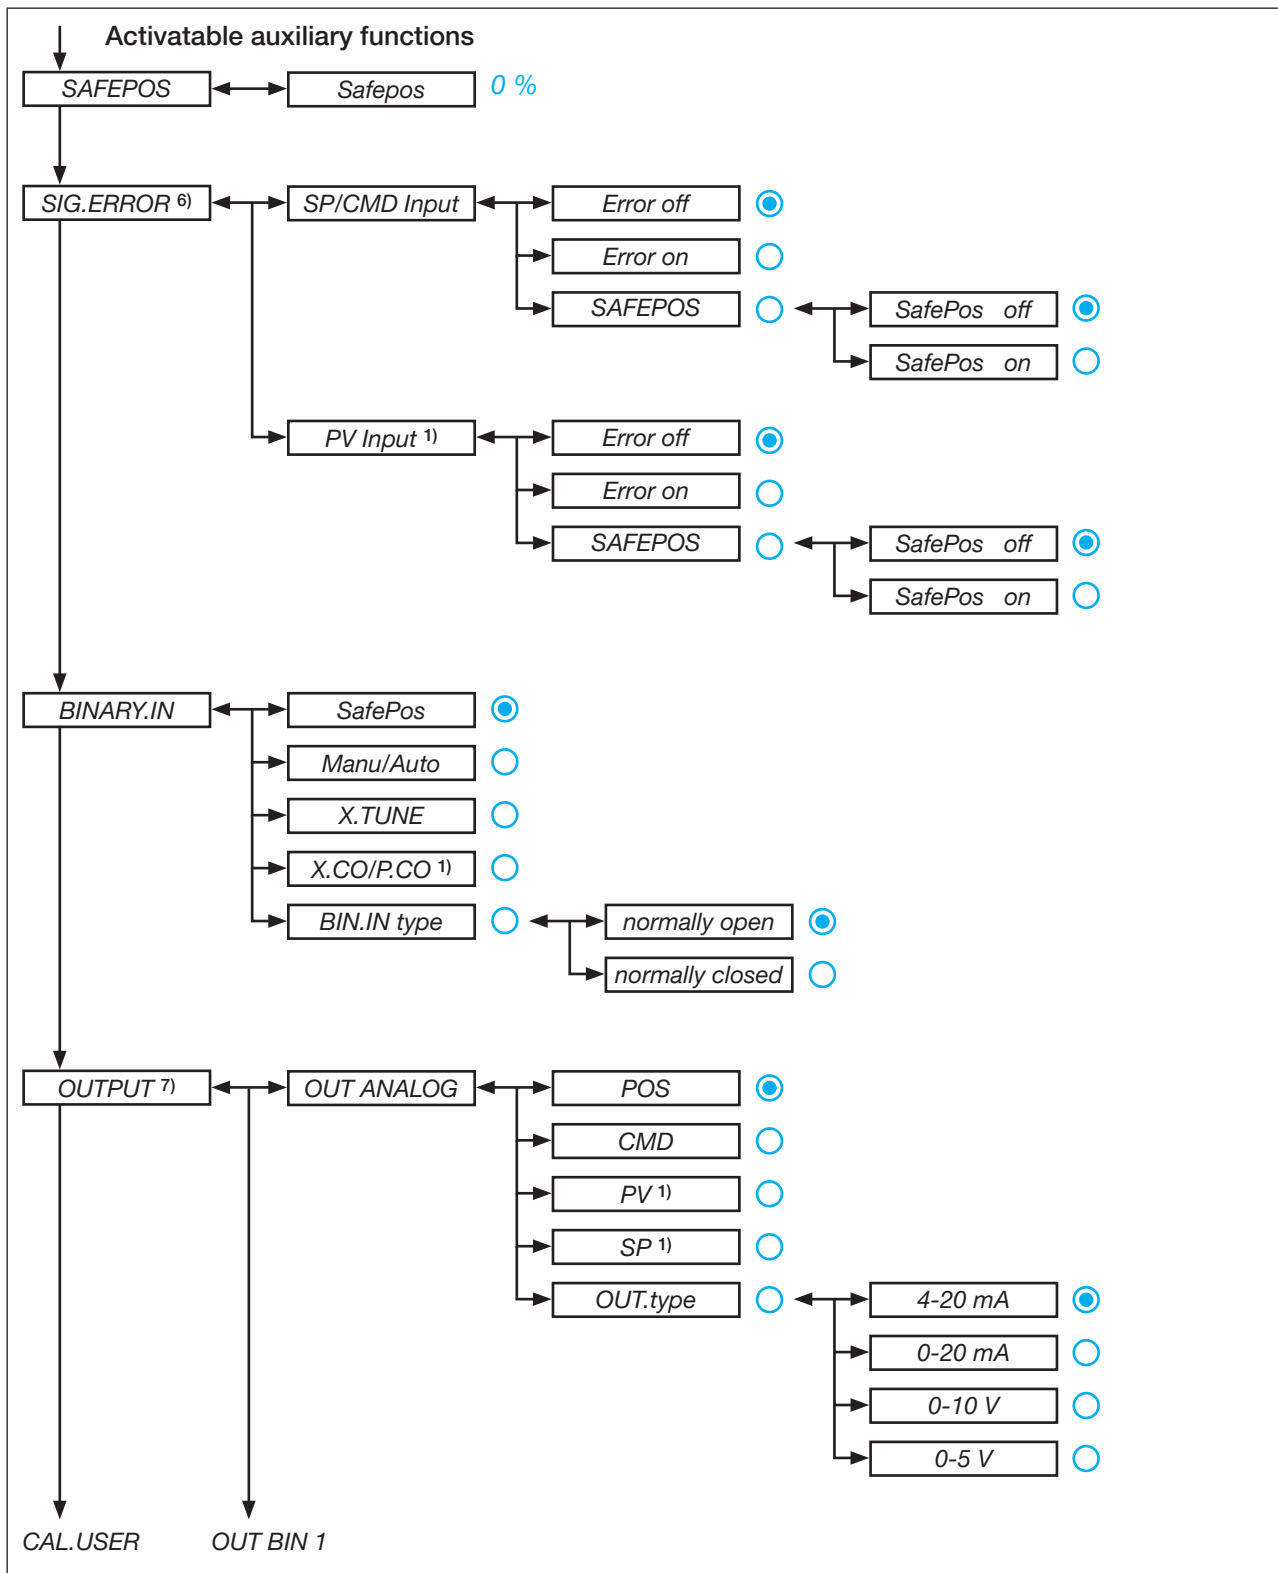 Activatable auxiliary functions
SAFEPOS
Safepos
0 %
SIG.ERROR 6)
SP/CMD Input
Error off
Error on
SAFEPOS
SafePos off
SafePos on
PV Input 1)
Error off
Error on
SAFEPOS
SafePos off
SafePos on
BINARY.IN
SafePos
Manu/Auto
X.TUNE
X.CO/P.CO 1)
BIN.IN type
normally open
normally closed
OUTPUT 7)
OUT ANALOG
POS
CMD
PV 1)
SP 1)
OUT.type
4-20 mA
0-20 mA
0-10 V
0-5 V
CAL.USER
OUT BIN 1